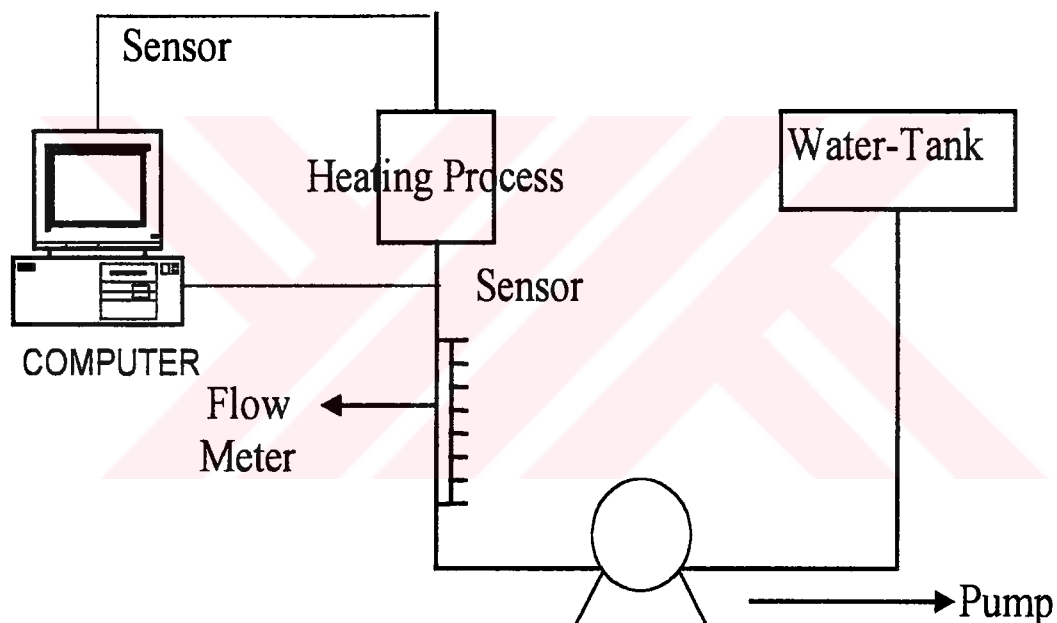 Sensor
Water-Tank
Heating Process
Sensor
COMPUTER
Flow
Meter
Pump